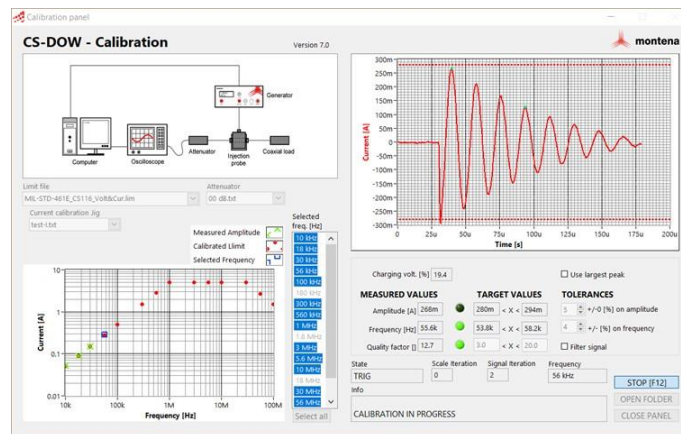 Calibration panel
CS-DOW - Calibration
Version 7.0
montena
Generator
Computer
Oscilloscope
Attenuator
Injection
probe
Coaxial load
Limit file
Attenuator
MIL-STD-461E_CS116_Volt&Cur.lim
00 dB.txt
Current calibration Jig
test-I.txt
Measured Amplitude
Calibrated Llimit
Selected Frequency
Selected
freq. [Hz]
10 kHz
18 kHz
30 kHz
56 kHz
100 kHz
180 kHz
300 kHz
560 kHz
1 MHz
1.8 MHz
3 MHz
5.6 MHz
10 MHz
18 MHz
30 MHz
56 MHz
Select all
Current [A]
10
1
0.1
0.01
10k 100k 1M 10M 100M
Frequency [Hz]
Current [A]
300m
250m
200m
150m
100m
50m
0
-50m
-100m
-150m
-200m
-250m
-300m
0 25u 50u 75u 100u 125u 150u 175u 200u
Time [s]
Charging volt. [%] 19.4
Use largest peak
MEASURED VALUES TARGET VALUES TOLERANCES
Amplitude [A] 268m 280m < X < 294m 5 +/-0 [%] on amplitude
Frequency [Hz] 55.6k 53.8k < X < 58.2k 4 +/- [%] on frequency
Quality factor [] 12.7 3.0 < X < 20.0 Filter signal
State Scale Iteration Signal Iteration Frequency
TRIG 0 2 56 kHz
STOP [F12]
Info
OPEN FOLDER
CALIBRATION IN PROGRESS
CLOSE PANEL